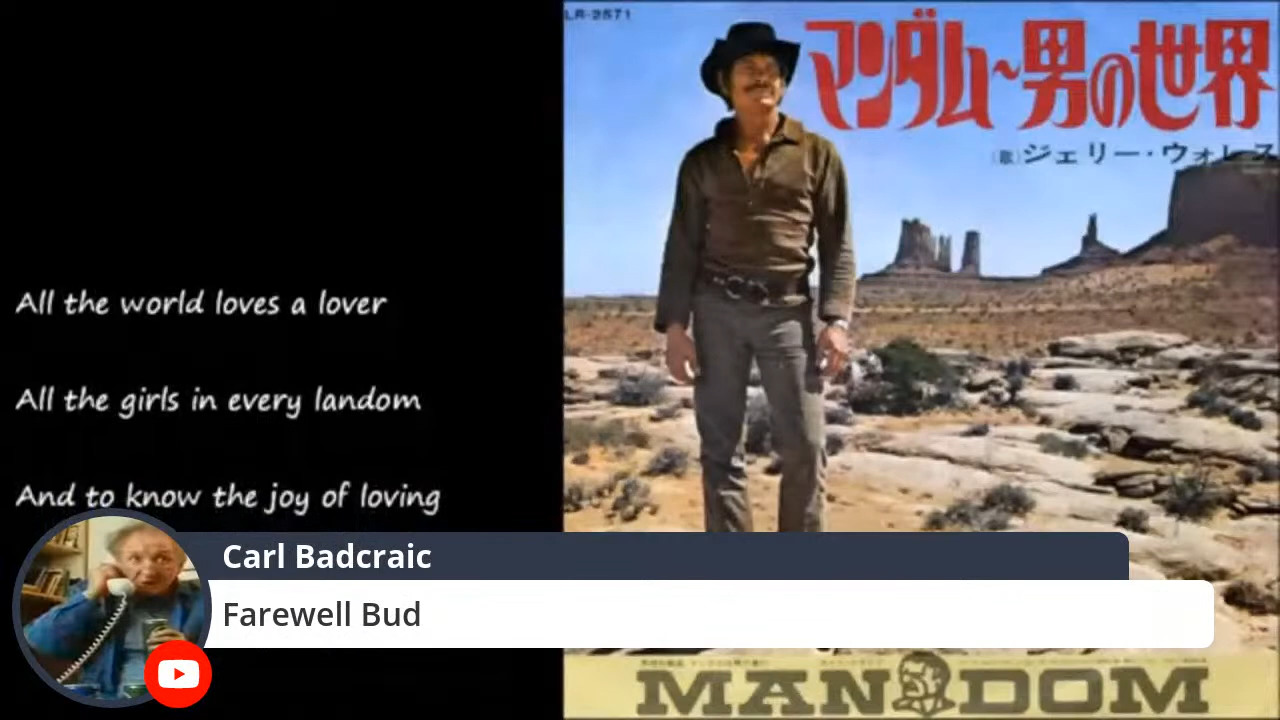 LR-2571
マンダム~男の世界
(歌)ジェリー・ウォレス
All the world loves a lover
All the girls in every landom
And to know the joy of loving
Carl Badcraic
Farewell Bud
MANDOM